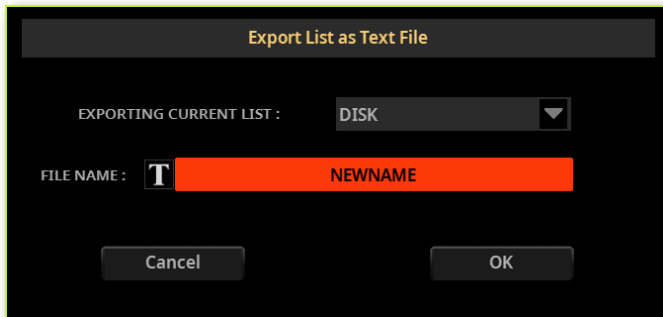 Export List as Text File
EXPORTING CURRENT LIST : DISK
FILE NAME : T NEWNAME
Cancel OK